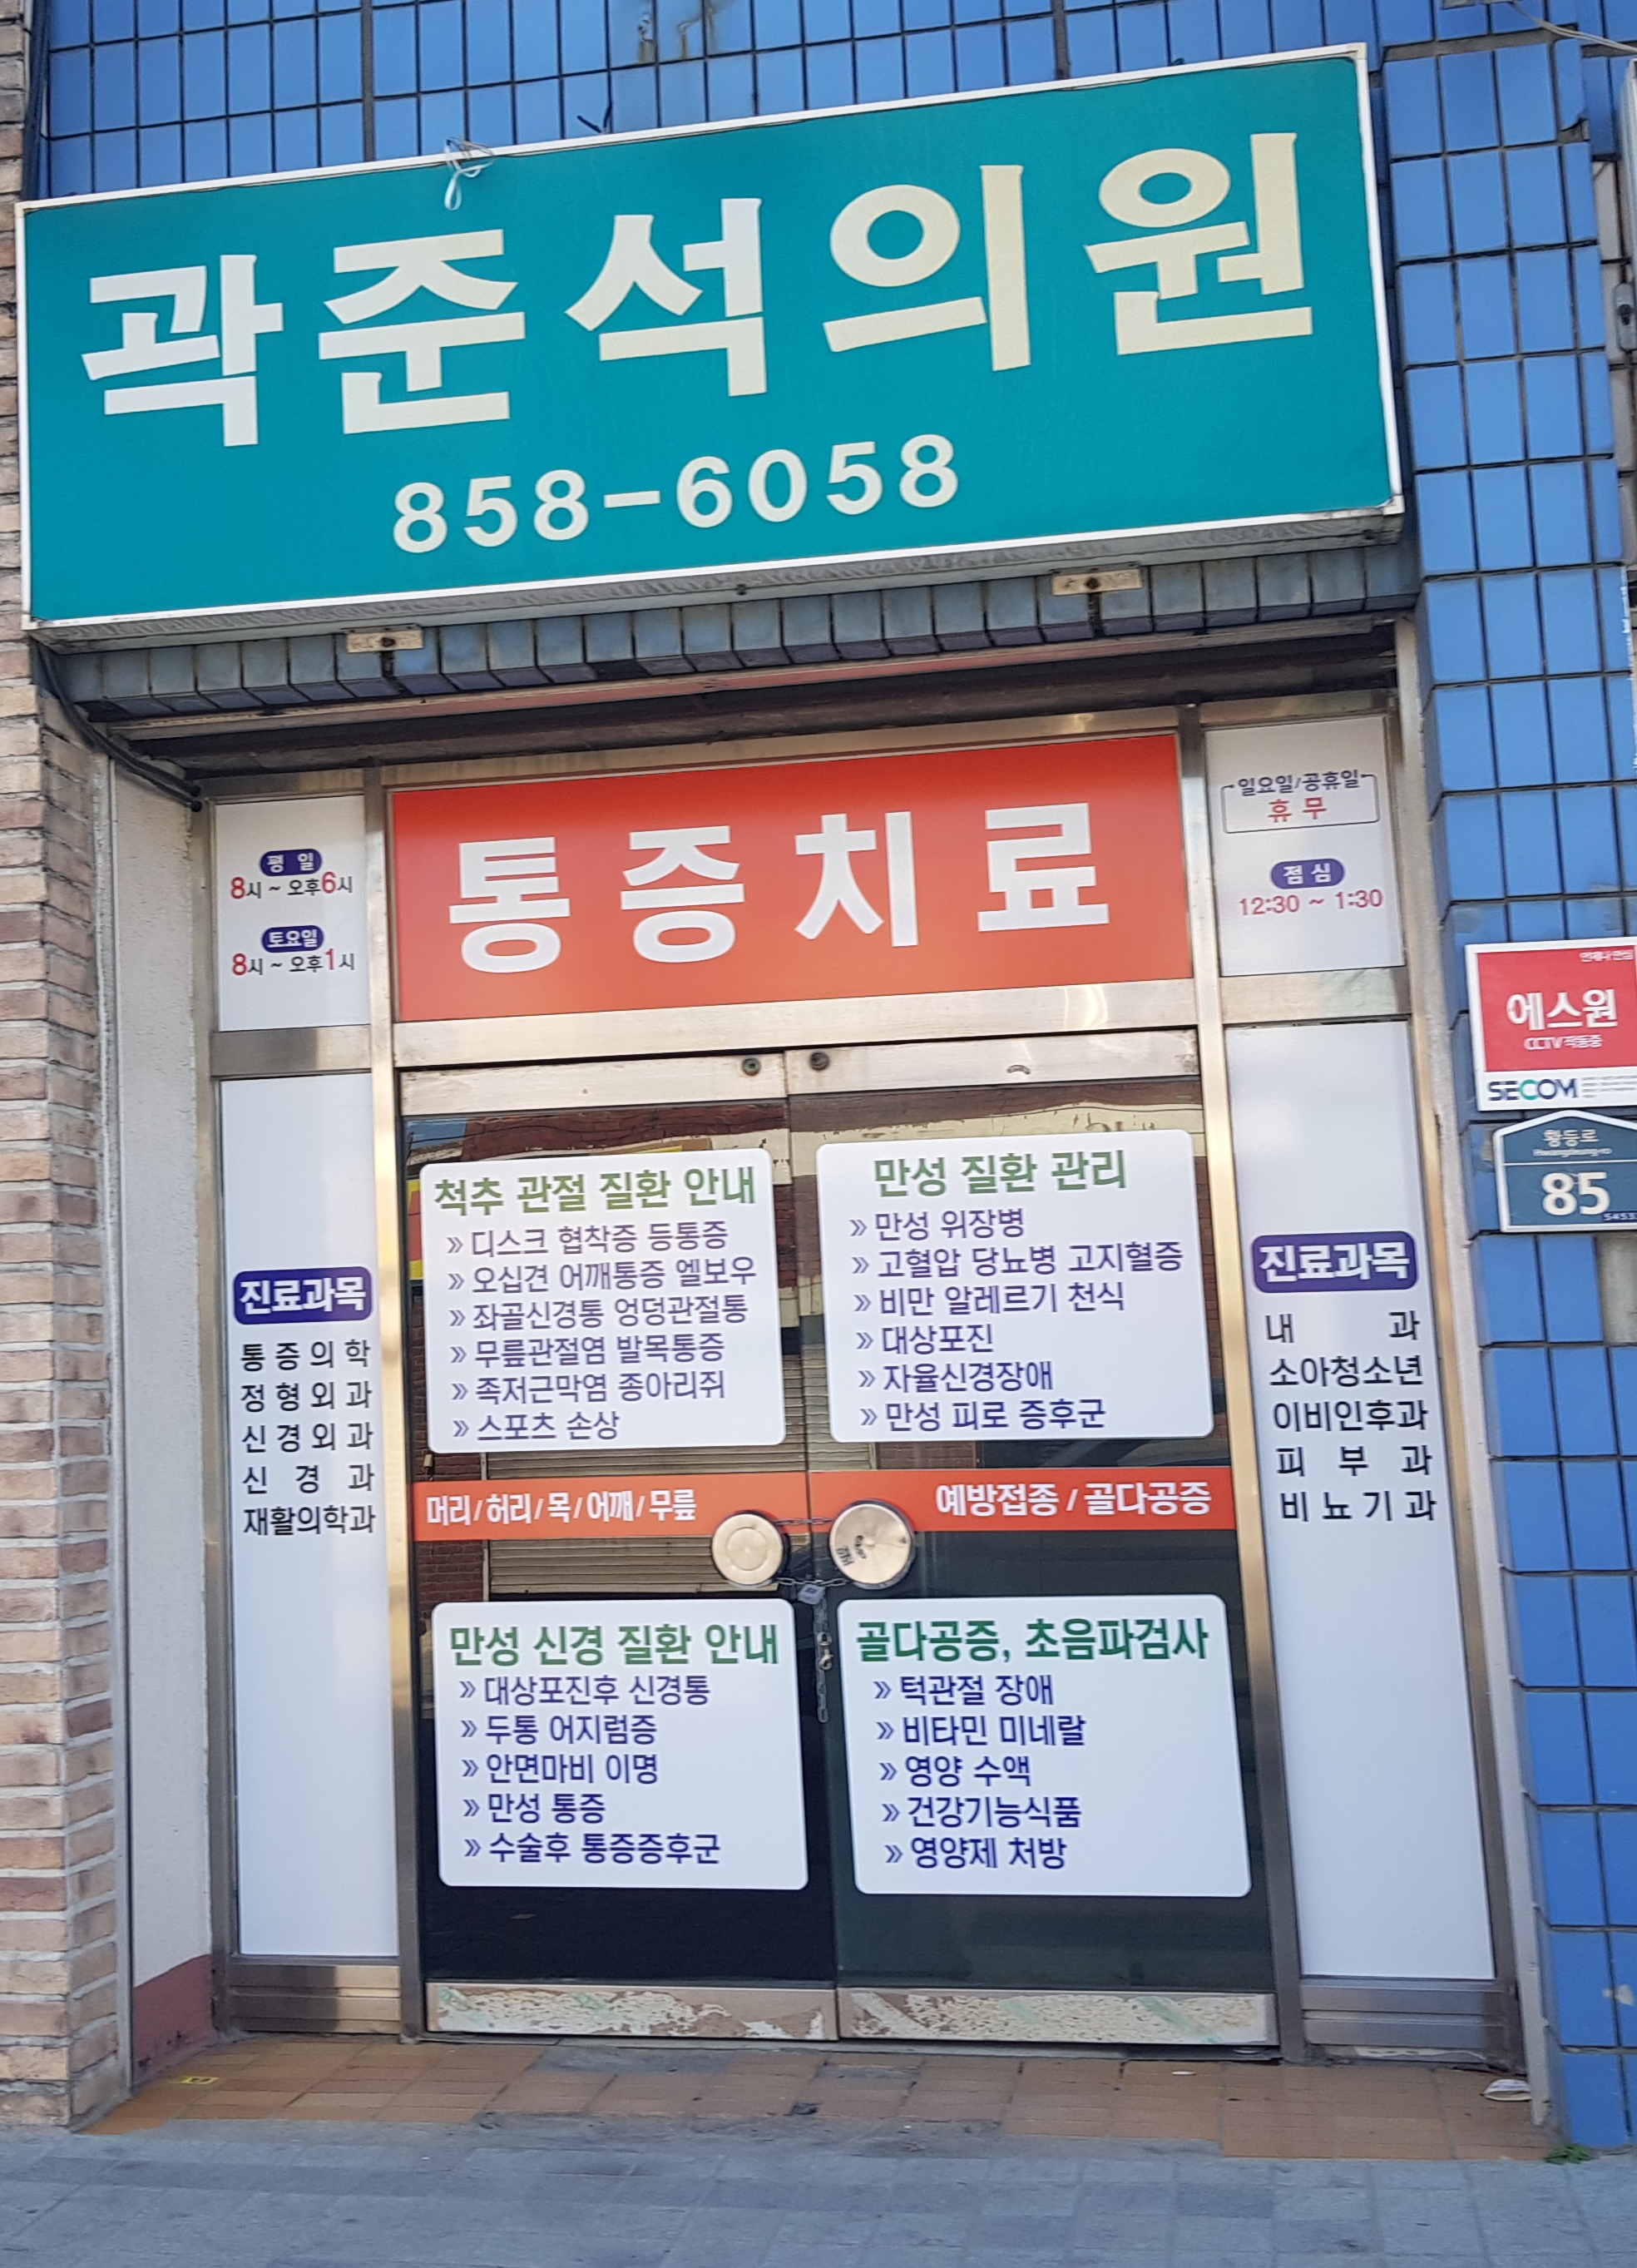 곽준석의원
858-6058
통증치료
평 일
8시 ~ 오후6시
토요일
8시 ~ 오후1시
일요일/공휴일
휴 무
점 심
12:30 ~ 1:30
에스원
CCTV 작동중
SECOM
황등로
Hwangdeung-ro
85
진료과목
통증의학
정형외과
신경외과
신경과
재활의학과
척추 관절 질환 안내
» 디스크 협착증 등통증
» 오십견 어깨통증 엘보우
» 좌골신경통 엉덩관절통
» 무릎관절염 발목통증
» 족저근막염 종아리쥐
» 스포츠 손상
만성 질환 관리
» 만성 위장병
» 고혈압 당뇨병 고지혈증
» 비만 알레르기 천식
» 대상포진
» 자율신경장애
» 만성 피로 증후군
진료과목
내 과
소아청소년
이비인후과
피 부 과
비뇨기과
머리/허리/목/어깨/무릎
예방접종 / 골다공증
만성 신경 질환 안내
» 대상포진후 신경통
» 두통 어지럼증
» 안면마비 이명
» 만성 통증
» 수술후 통증증후군
골다공증, 초음파검사
» 턱관절 장애
» 비타민 미네랄
» 영양 수액
» 건강기능식품
» 영양제 처방